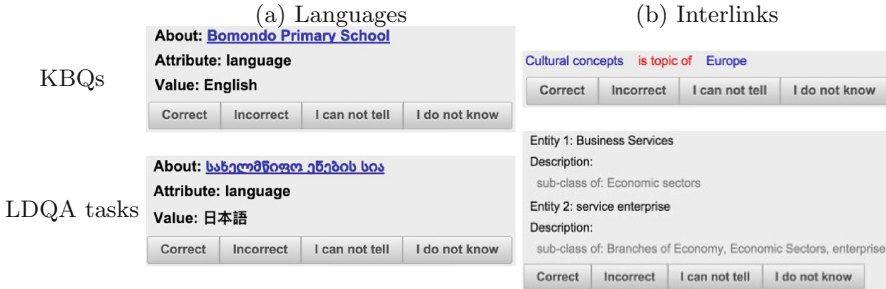 (a) Languages
(b) Interlinks
KBQs
About: Bomondo Primary School
Attribute: language
Value: English
Correct Incorrect I can not tell I do not know
Cultural concepts is topic of Europe
Correct Incorrect I can not tell I do not know
LDQA tasks
About: სახელმწიფო ენების სია
Attribute: language
Value: 日本語
Correct Incorrect I can not tell I do not know
Entity 1: Business Services
Description:
sub-class of: Economic sectors
Entity 2: service enterprise
Description:
sub-class of: Branches of Economy, Economic Sectors, enterprise
Correct Incorrect I can not tell I do not know